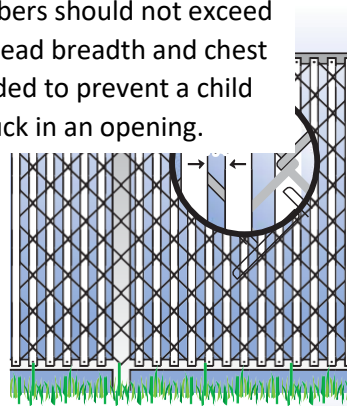 bers should not exceed
ead breadth and chest
ded to prevent a child
uck in an opening.